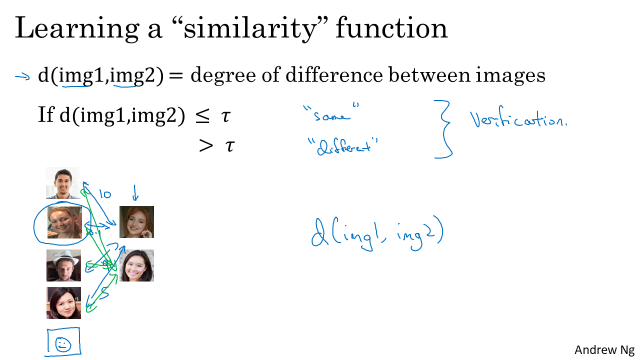 Learning a “similarity” function
→ d(img1,img2) = degree of difference between images
If d(img1,img2) ≤ τ "same"
> τ "different"
Verification.
10
d(img1, img2)
5
Andrew Ng